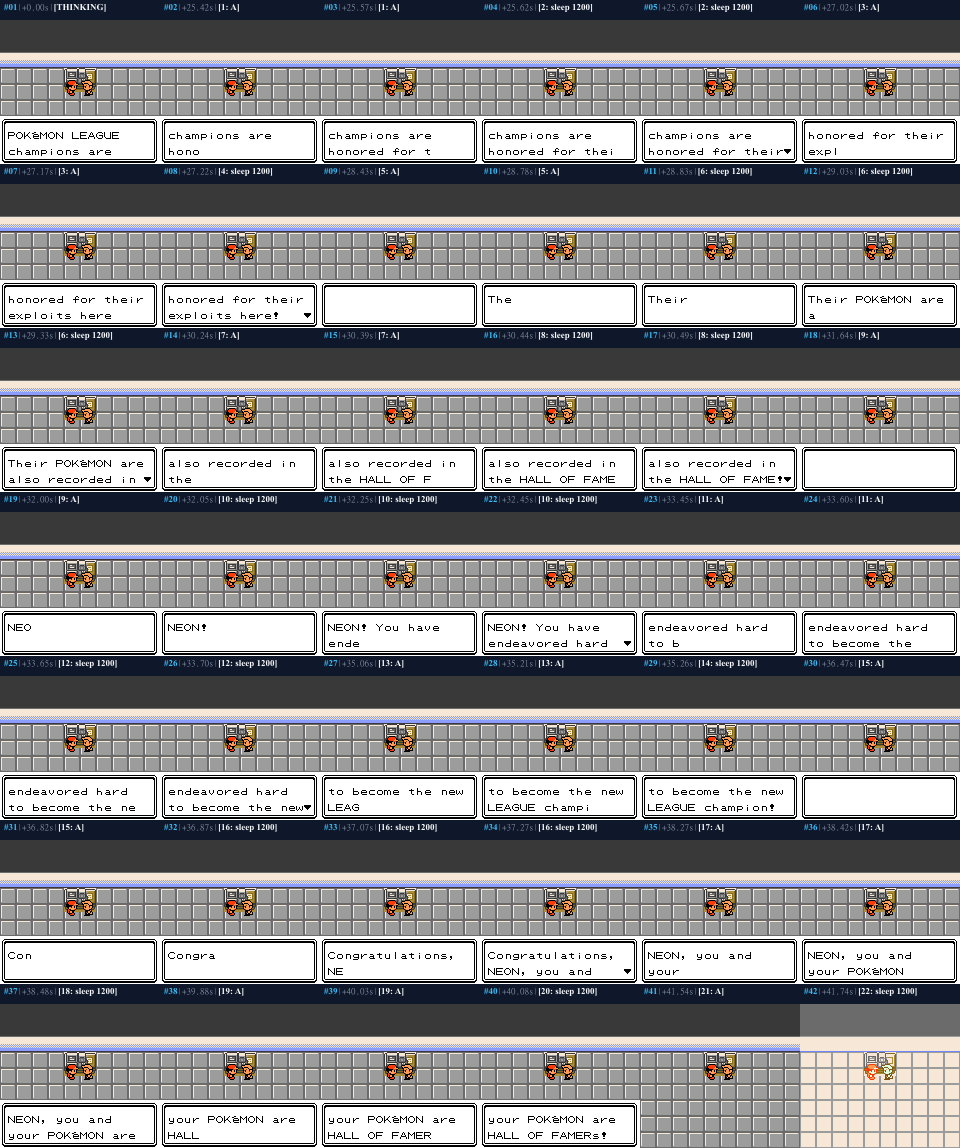 #01|+0.00s|[THINKING]
POKéMON LEAGUE
champions are
#02|+25.42s|[1: A]
champions are
hono
#03|+25.57s|[1: A]
champions are
honored for t
#04|+25.62s|[2: sleep 1200]
champions are
honored for thei
#05|+25.67s|[2: sleep 1200]
champions are
honored for their▼
#06|+27.02s|[3: A]
honored for their
expl
#07|+27.17s|[3: A]
honored for their
exploits here
#08|+27.22s|[4: sleep 1200]
honored for their
exploits here! ▼
#09|+28.43s|[5: A]
#10|+28.78s|[5: A]
The
#11|+28.83s|[6: sleep 1200]
Their
#12|+29.03s|[6: sleep 1200]
Their POKéMON are
a
#13|+29.33s|[6: sleep 1200]
Their POKéMON are
also recorded in ▼
#14|+30.24s|[7: A]
also recorded in
the
#15|+30.39s|[7: A]
also recorded in
the HALL OF F
#16|+30.44s|[8: sleep 1200]
also recorded in
the HALL OF FAME
#17|+30.49s|[8: sleep 1200]
also recorded in
the HALL OF FAME!▼
#18|+31.64s|[9: A]
#19|+32.00s|[9: A]
NEO
#20|+32.05s|[10: sleep 1200]
NEON!
#21|+32.25s|[10: sleep 1200]
NEON! You have
ende
#22|+32.45s|[10: sleep 1200]
NEON! You have
endeavored hard ▼
#23|+33.45s|[11: A]
endeavored hard
to b
#24|+33.60s|[11: A]
endeavored hard
to become the
#25|+33.65s|[12: sleep 1200]
endeavored hard
to become the ne
#26|+33.70s|[12: sleep 1200]
endeavored hard
to become the new▼
#27|+35.06s|[13: A]
to become the new
LEAG
#28|+35.21s|[13: A]
to become the new
LEAGUE champi
#29|+35.26s|[14: sleep 1200]
to become the new
LEAGUE champion!
#30|+36.47s|[15: A]
#31|+36.82s|[15: A]
Con
#32|+36.87s|[16: sleep 1200]
Congra
#33|+37.07s|[16: sleep 1200]
Congratulations,
NE
#34|+37.27s|[16: sleep 1200]
Congratulations,
NEON, you and ▼
#35|+38.27s|[17: A]
NEON, you and
your
#36|+38.42s|[17: A]
NEON, you and
your POKéMON
#37|+38.48s|[18: sleep 1200]
NEON, you and
your POKéMON are
#38|+39.88s|[19: A]
your POKéMON are
HALL
#39|+40.03s|[19: A]
your POKéMON are
HALL OF FAMER
#40|+40.08s|[20: sleep 1200]
your POKéMON are
HALL OF FAMERs!
#41|+41.54s|[21: A]
#42|+41.74s|[22: sleep 1200]